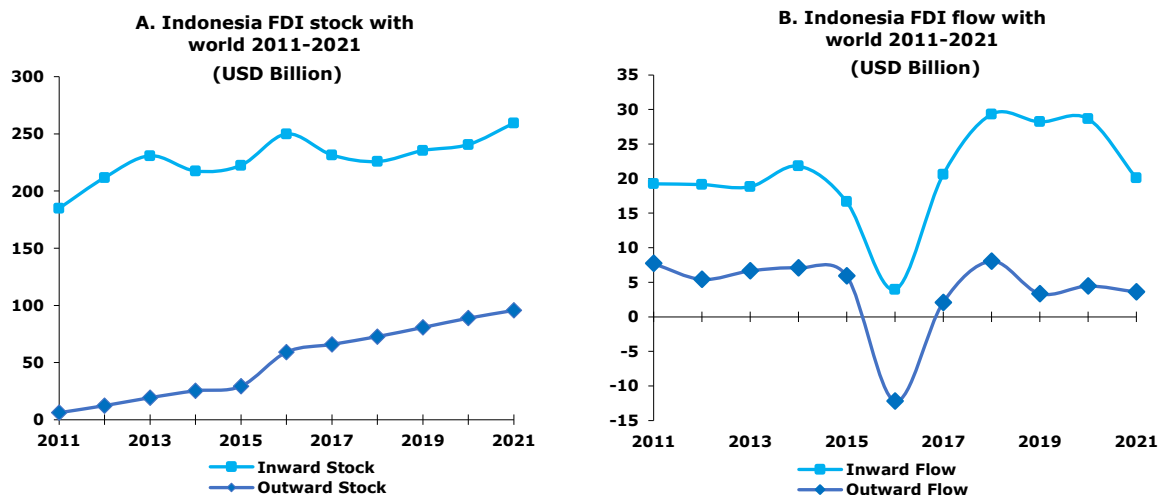 A. Indonesia FDI stock with
world 2011-2021
(USD Billion)
300
250
200
150
100
50
0
2011 2013 2015 2017 2019 2021
Inward Stock
Outward Stock
B. Indonesia FDI flow with
world 2011-2021
(USD Billion)
35
30
25
20
15
10
5
0
-5
-10
-15
2011 2013 2015 2017 2019 2021
Inward Flow
Outward Flow